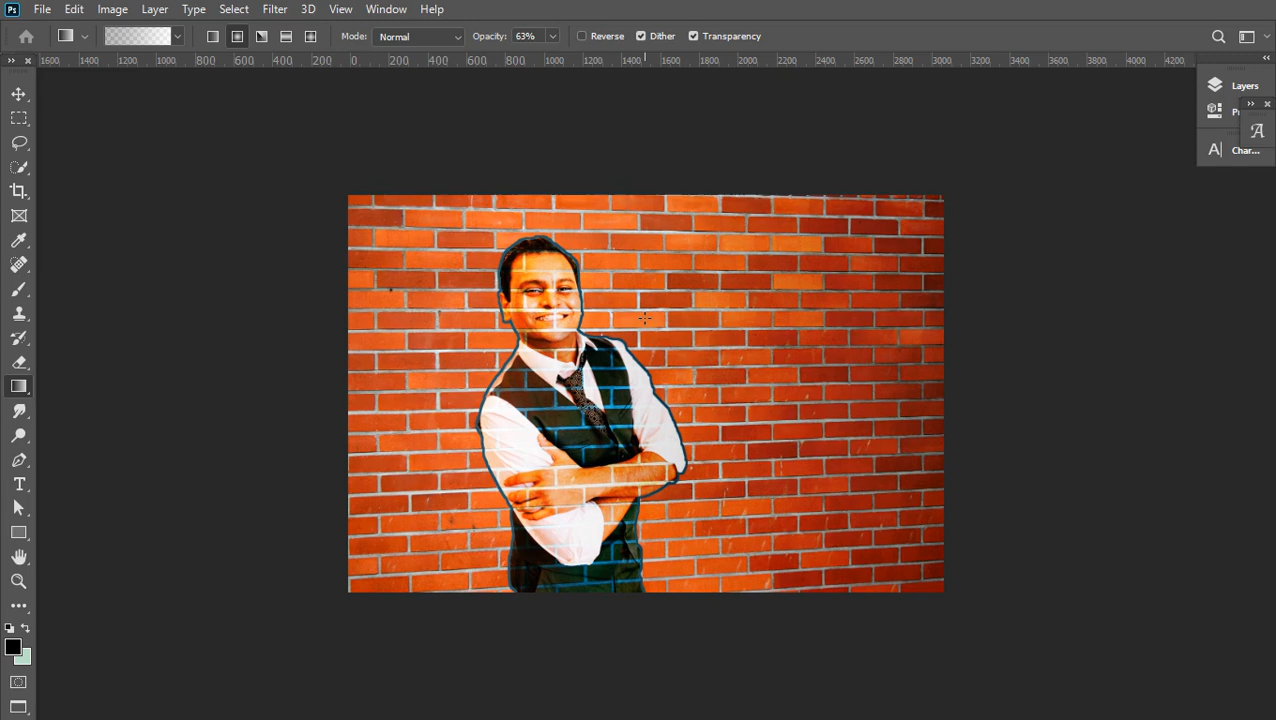 Ps File Edit Image Layer Type Select Filter 3D View Window Help
Mode: Normal Opacity: 63% Reverse Dither Transparency
1600 1400 1200 1000 800 600 400 200 0 200 400 600 800 1000 1200 1400 1600 1800 2000 2200 2400 2600 2800 3000 3200 3400 3600 3800 4000 4200
Layers
Pr
A
A| Char...
T